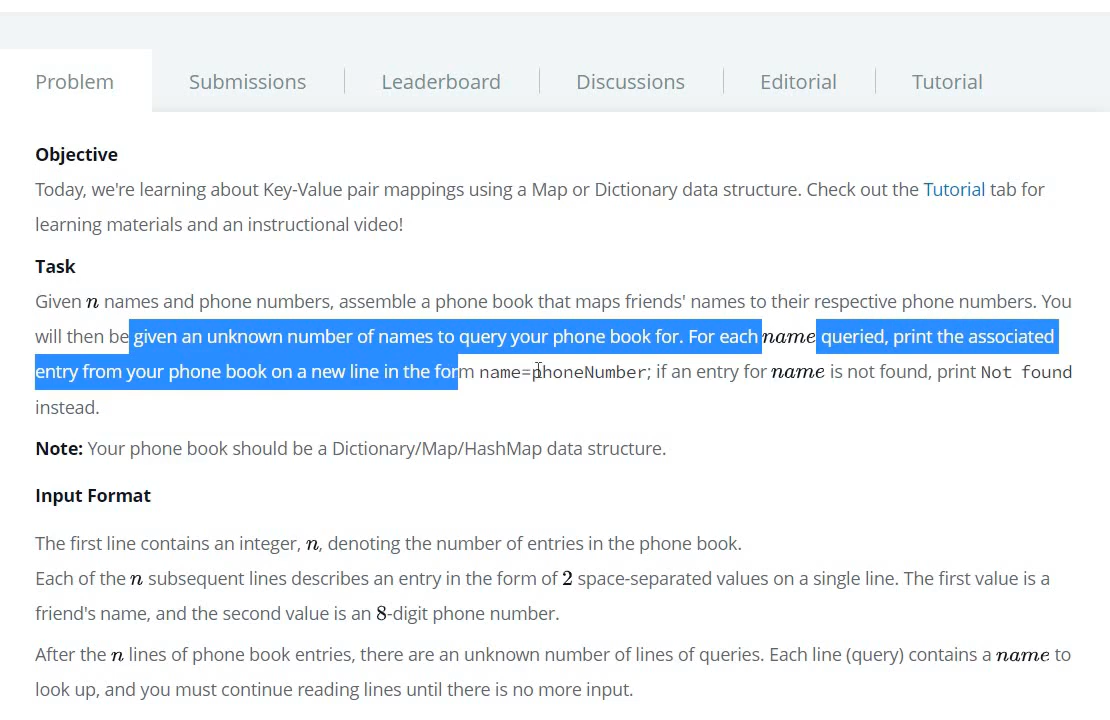 Problem
Submissions
Leaderboard
Discussions
Editorial
Tutorial
Objective
Today, we're learning about Key-Value pair mappings using a Map or Dictionary data structure. Check out the Tutorial tab for
learning materials and an instructional video!
Task
Given n names and phone numbers, assemble a phone book that maps friends' names to their respective phone numbers. You
will then be given an unknown number of names to query your phone book for. For each name queried, print the associated
entry from your phone book on a new line in the form name=phoneNumber; if an entry for name is not found, print Not found
instead.
Note: Your phone book should be a Dictionary/Map/HashMap data structure.
Input Format
The first line contains an integer, n, denoting the number of entries in the phone book.
Each of the n subsequent lines describes an entry in the form of 2 space-separated values on a single line. The first value is a
friend's name, and the second value is an 8-digit phone number.
After the n lines of phone book entries, there are an unknown number of lines of queries. Each line (query) contains a name to
look up, and you must continue reading lines until there is no more input.